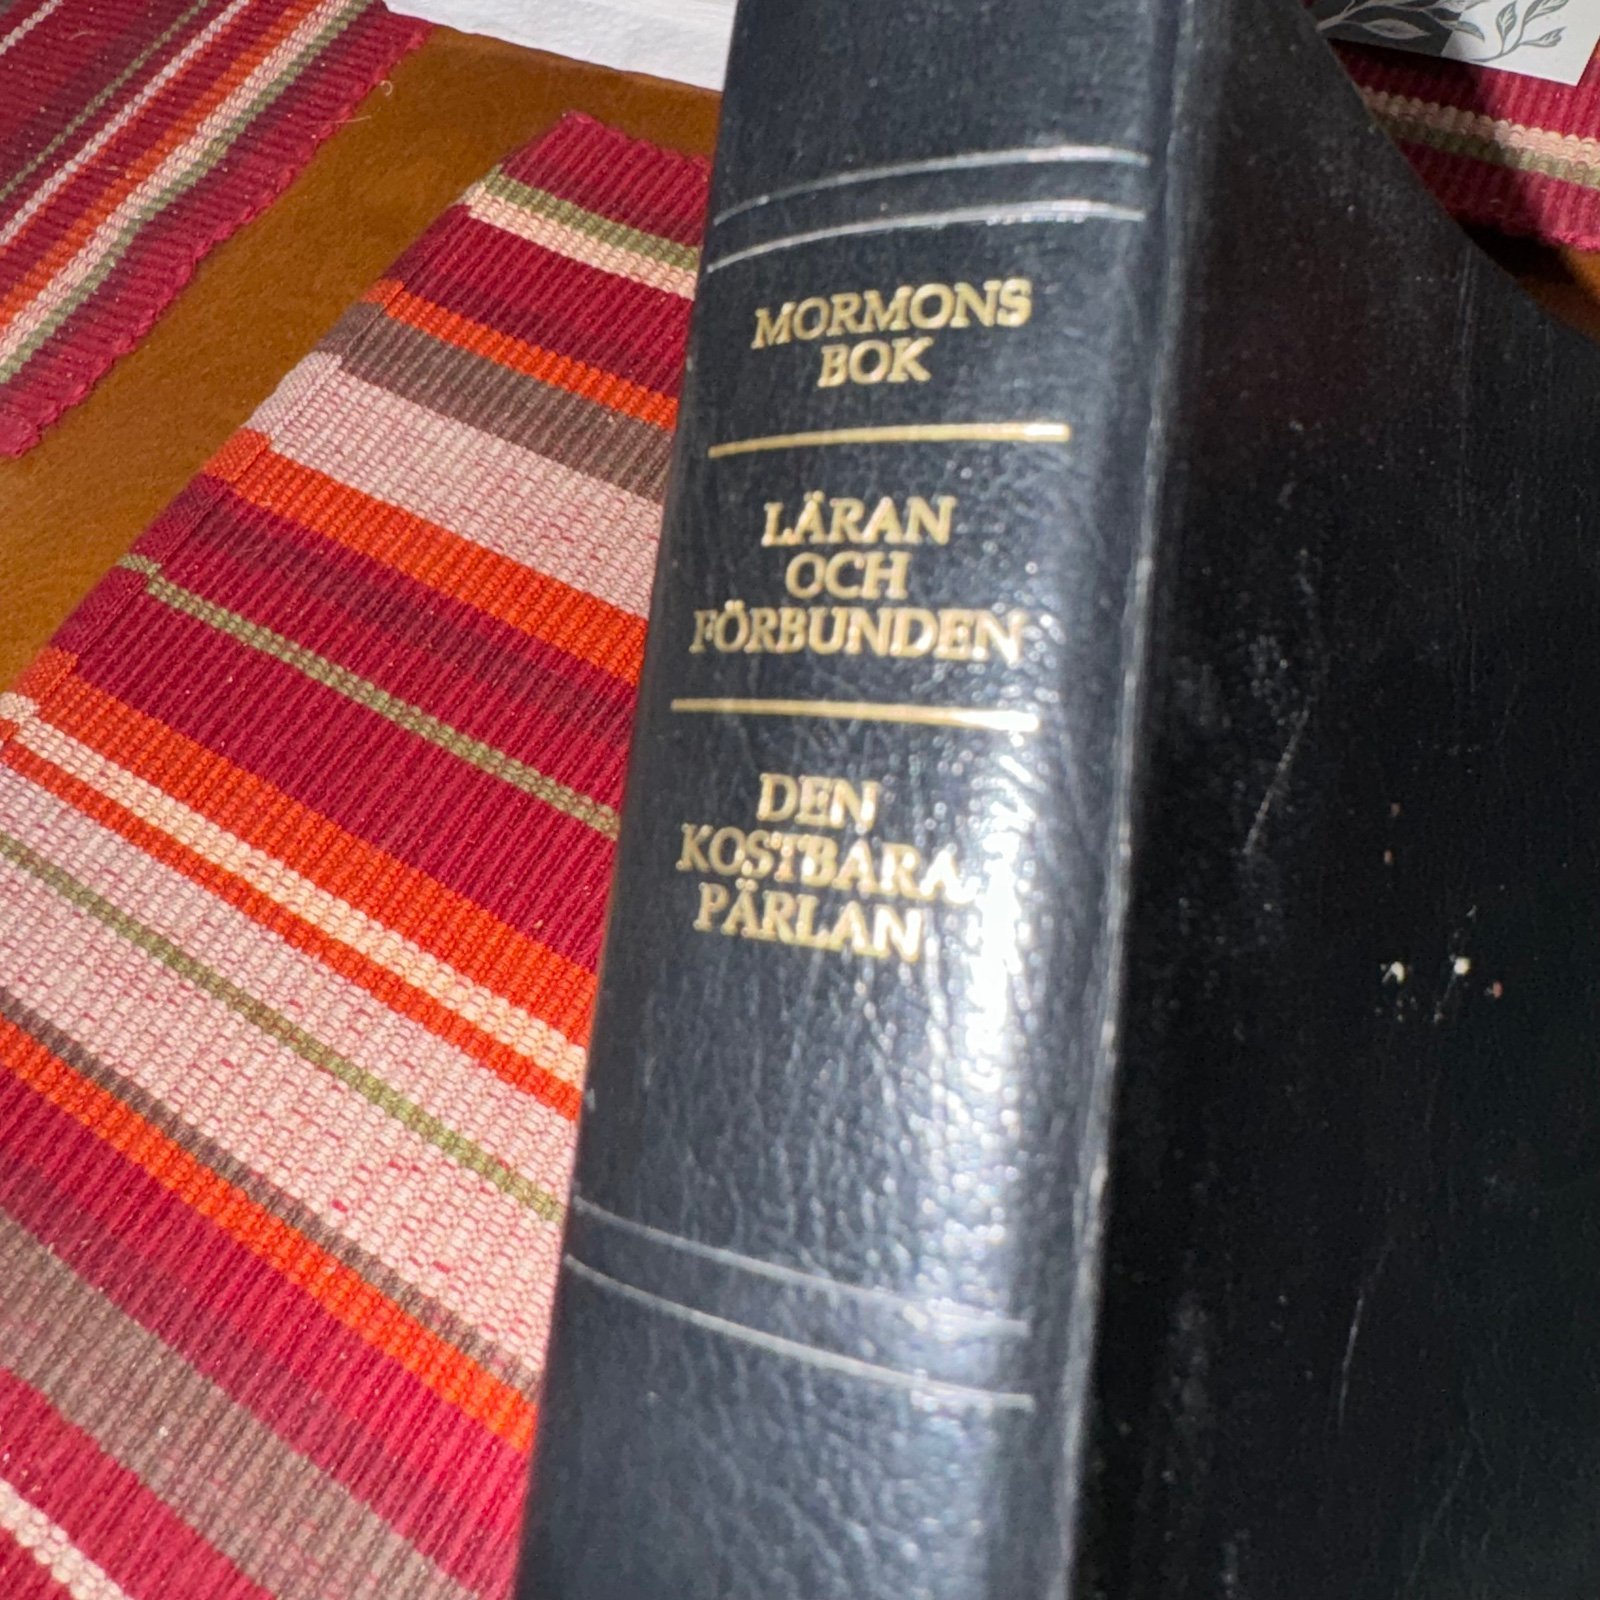 MORMONS
BOK
LÄRAN
OCH
FÖRBUNDEN
DEN
KOSTBARA
PÄRLAN